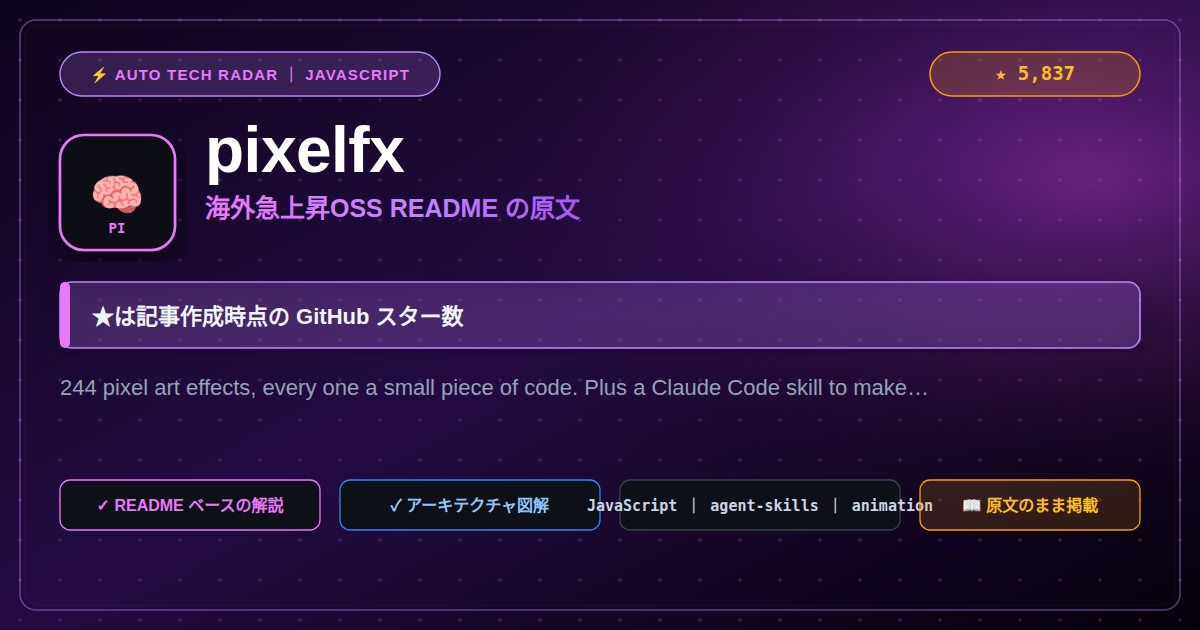 ⚡ AUTO TECH RADAR | JAVASCRIPT
★ 5,837
pixelfx
海外急上昇OSS README の原文
PI
★は記事作成時点の GitHub スター数
244 pixel art effects, every one a small piece of code. Plus a Claude Code skill to make…
✓ README ベースの解説
✓ アーキテクチャ図解
JavaScript | agent-skills | animation
📖 原文のまま掲載